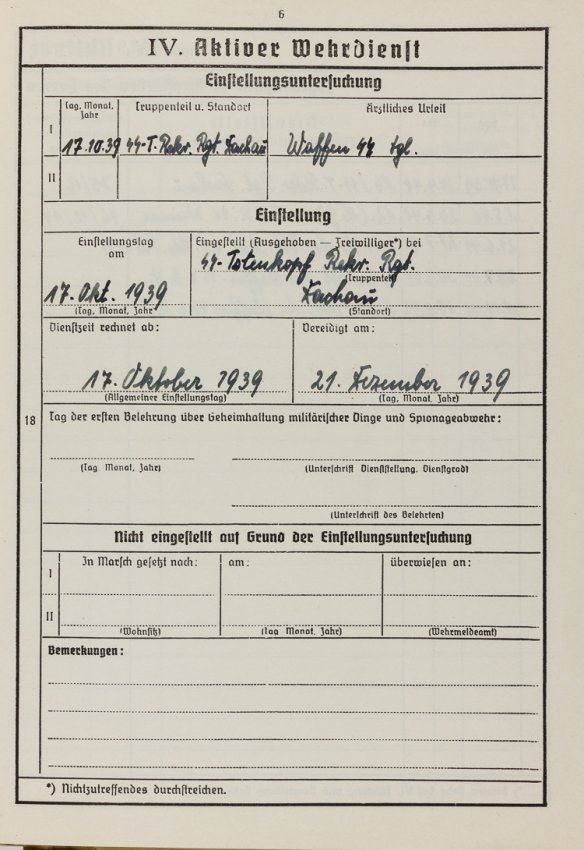 6
IV. Aktiver Wehrdienst
Einstellungsuntersuchung
Tag, Monat, Jahr
Truppenteil u. Standort
Ärztliches Urteil
I
17.10.39
SS-T. Rekr. Rgt. Dachau
Waffen SS tgl.
II
Einstellung
Einstellungstag
am
Eingestellt (Ausgehoben — Freiwilliger*) bei
SS-Totenkopf Rekr. Rgt.
(Truppenteil)
17. Okt. 1939
Dachau
(Tag, Monat, Jahr)
(Standort)
Dienstzeit rechnet ab:
Vereidigt am:
17. Oktober 1939
21. Dezember 1939
(Allgemeiner Einstellungstag)
(Tag, Monat, Jahr)
18
Tag der ersten Belehrung über Geheimhaltung militärischer Dinge und Spionageabwehr:
(Tag, Monat, Jahr)
(Unterschrift Dienststellung, Dienstgrad)
(Unterschrift des Belehrten)
Nicht eingestellt auf Grund der Einstellungsuntersuchung
In Marsch gesetzt nach:
am:
überwiesen an:
I
II
(Wohnsitz)
(Tag, Monat, Jahr)
(Wehrmeldeamt)
Bemerkungen:
*) Nichtzutreffendes durchstreichen.